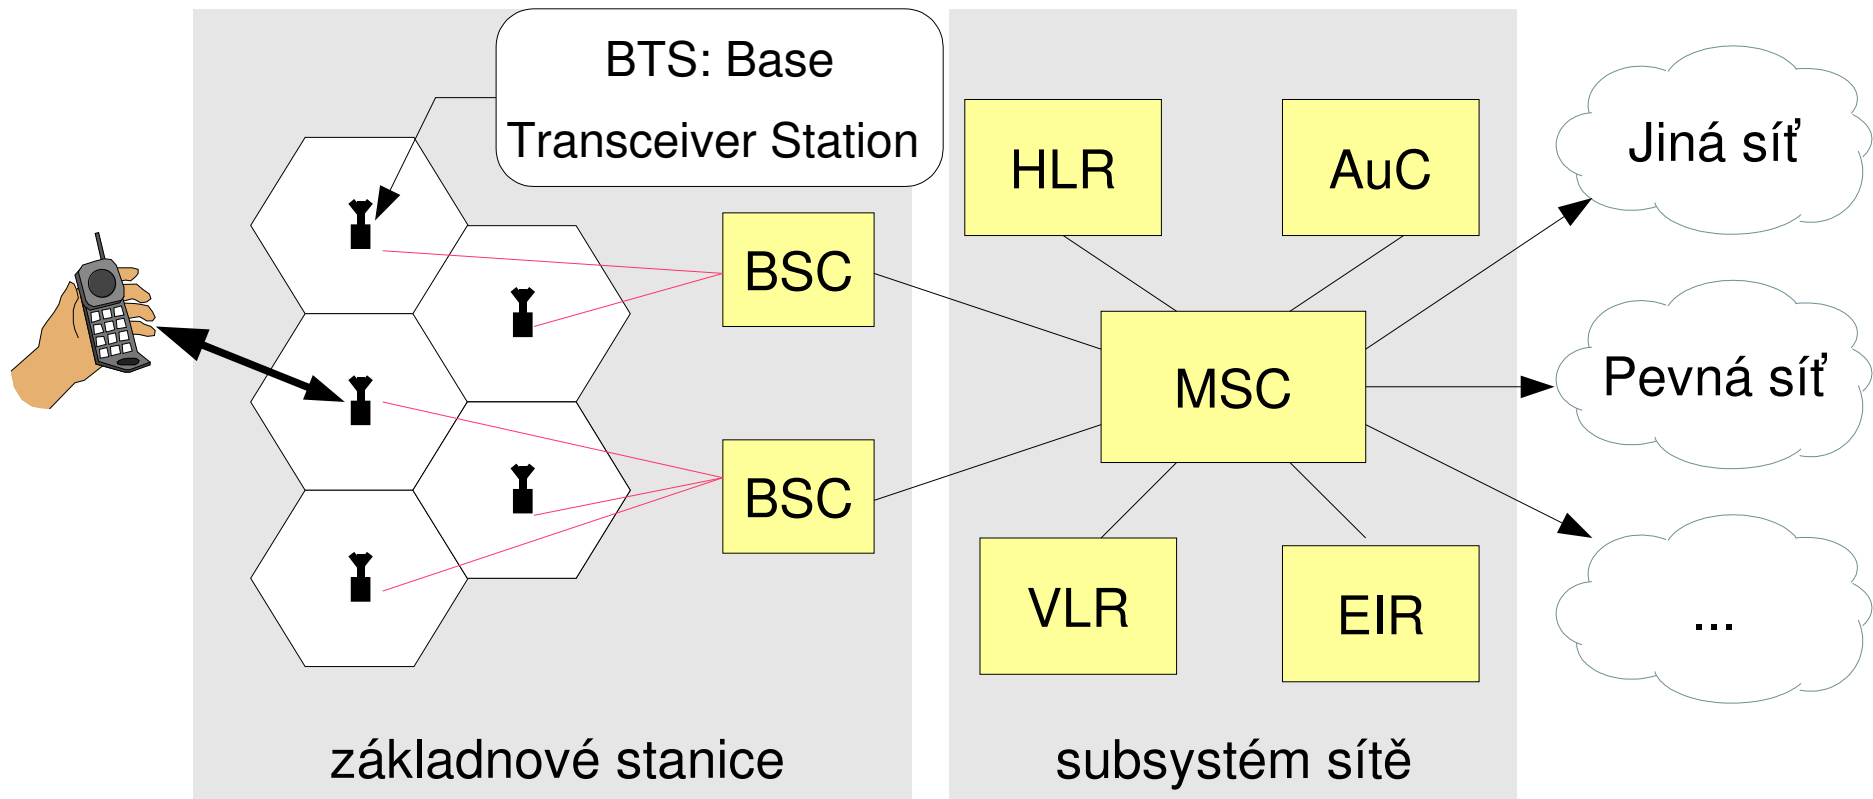 BTS: Base
Transceiver Station
HLR
AuC
Jiná síť
BSC
MSC
Pevná síť
BSC
VLR
EIR
...
základnové stanice
subsystém sítě